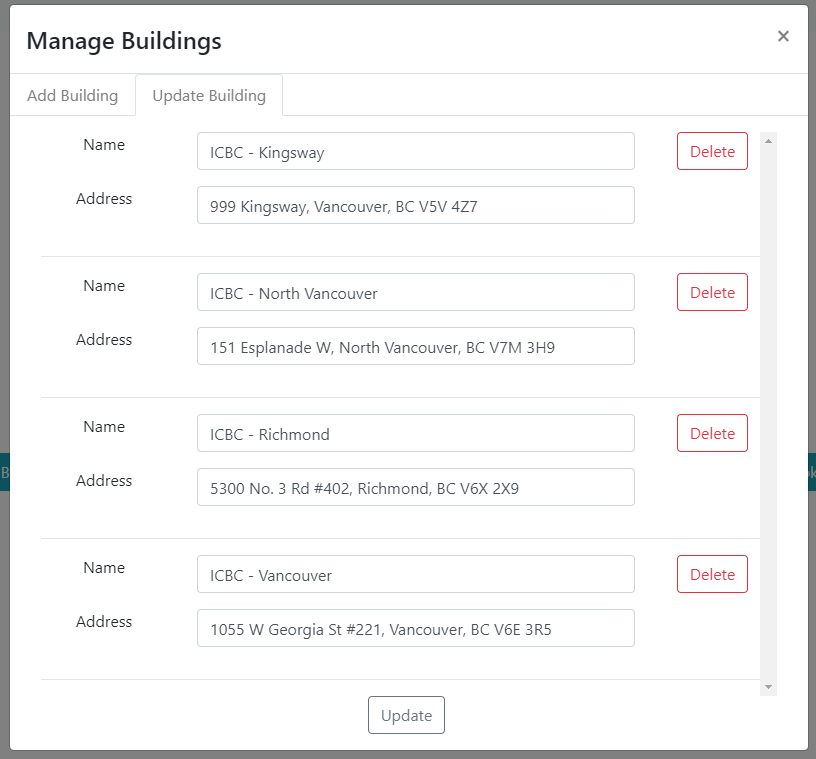 Manage Buildings ×
Add Building Update Building
Name ICBC - Kingsway Delete
Address 999 Kingsway, Vancouver, BC V5V 4Z7
Name ICBC - North Vancouver Delete
Address 151 Esplanade W, North Vancouver, BC V7M 3H9
Name ICBC - Richmond Delete
Address 5300 No. 3 Rd #402, Richmond, BC V6X 2X9
Name ICBC - Vancouver Delete
Address 1055 W Georgia St #221, Vancouver, BC V6E 3R5
Update